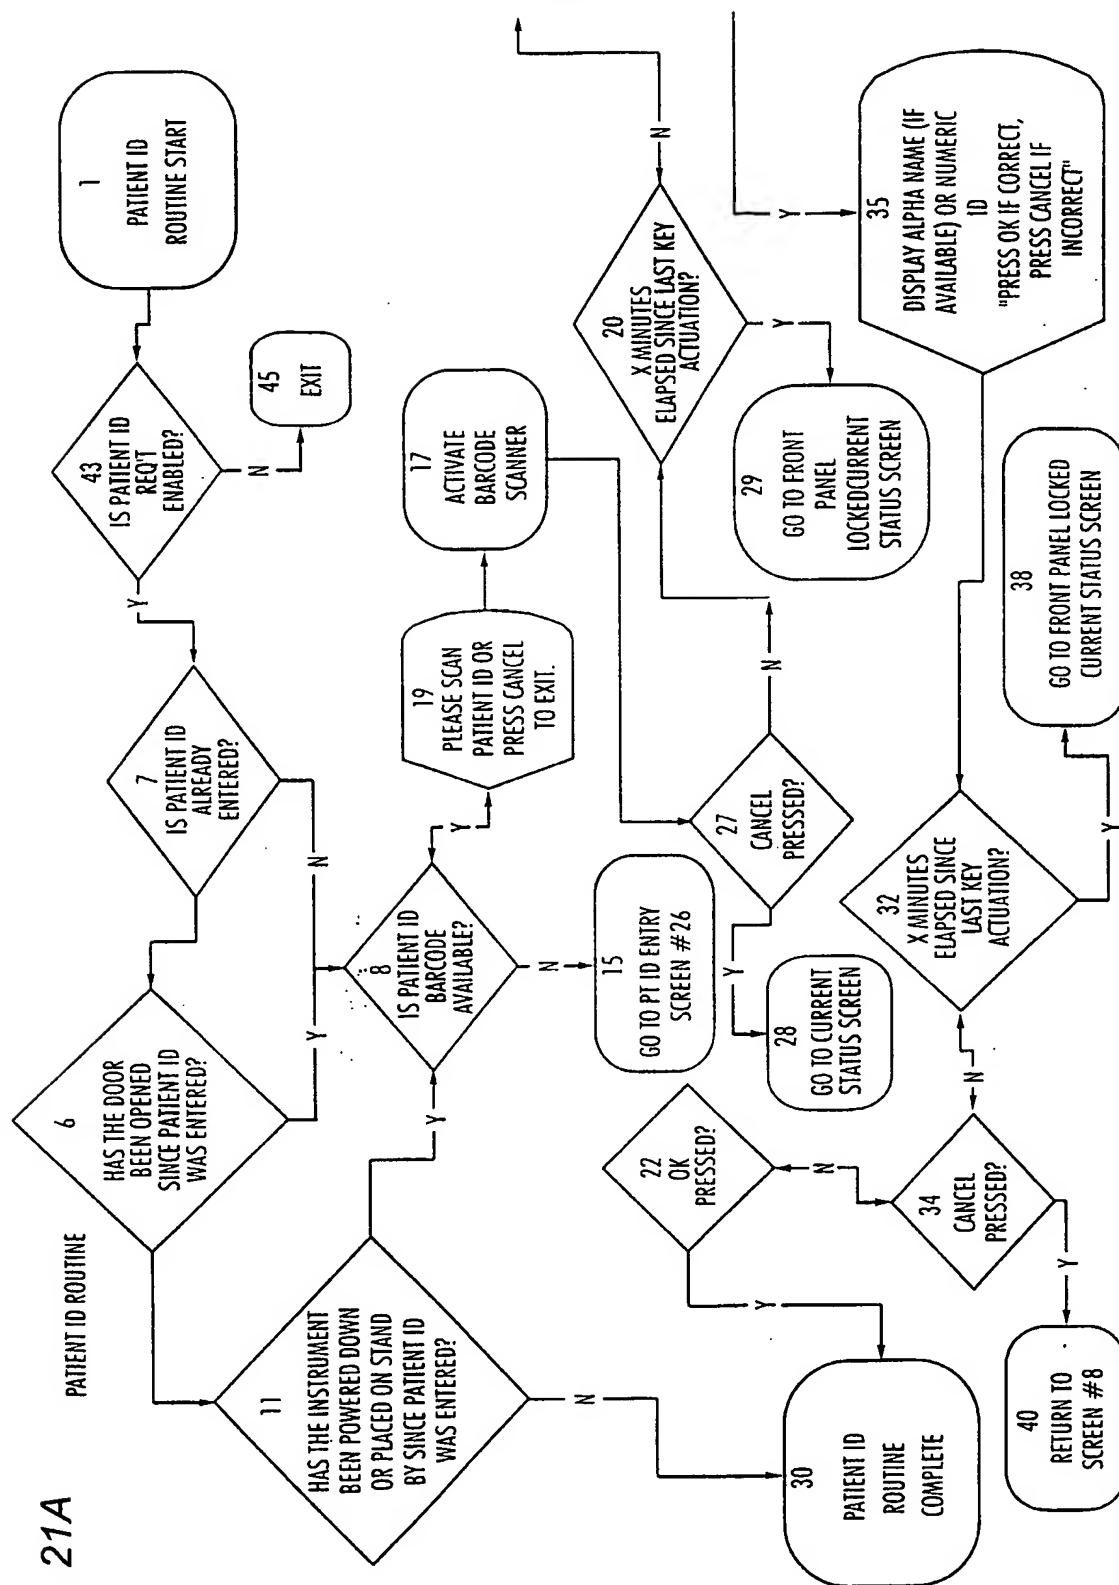 21A
PATIENT ID ROUTINE
1
PATIENT ID
ROUTINE START
43
IS PATIENT ID
REQ'T
ENABLED?
N
45
EXIT
Y
7
IS PATIENT ID
ALREADY
ENTERED?
N
6
HAS THE DOOR
BEEN OPENED
SINCE PATIENT ID
WAS ENTERED?
Y
11
HAS THE INSTRUMENT
BEEN POWERED DOWN
OR PLACED ON STAND
BY SINCE PATIENT ID
WAS ENTERED?
Y
N
8
IS PATIENT ID
BARCODE
AVAILABLE?
Y
N
15
GO TO PT ID ENTRY
SCREEN #26
19
PLEASE SCAN
PATIENT ID OR
PRESS CANCEL
TO EXIT.
17
ACTIVATE
BARCODE
SCANNER
27
CANCEL
PRESSED?
Y
N
28
GO TO CURRENT
STATUS SCREEN
20
X MINUTES
ELAPSED SINCE LAST KEY
ACTUATION?
N
Y
29
GO TO FRONT
PANEL
LOCKEDCURRENT
STATUS SCREEN
Y
35
DISPLAY ALPHA NAME (IF
AVAILABLE) OR NUMERIC
ID
"PRESS OK IF CORRECT,
PRESS CANCEL IF
INCORRECT"
32
X MINUTES
ELAPSED SINCE
LAST KEY
ACTUATION?
Y
38
GO TO FRONT PANEL LOCKED
CURRENT STATUS SCREEN
N
34
CANCEL
PRESSED?
Y
40
RETURN TO
SCREEN #8
N
22
OK
PRESSED?
Y
30
PATIENT ID
ROUTINE
COMPLETE